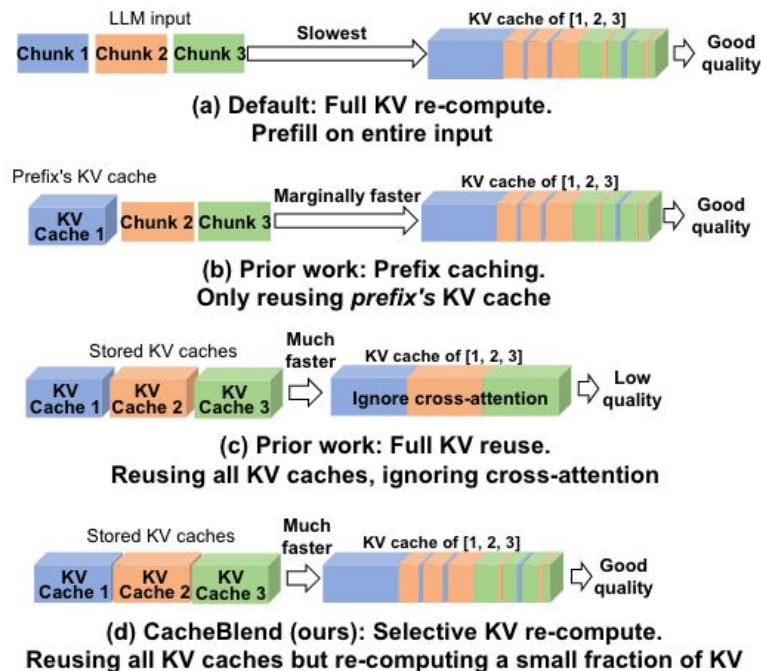 LLM input
Chunk 1 Chunk 2 Chunk 3
Slowest
KV cache of [1, 2, 3]
Good
quality
(a) Default: Full KV re-compute.
Prefill on entire input
Prefix's KV cache
KV
Cache 1
Chunk 2 Chunk 3
Marginally faster
KV cache of [1, 2, 3]
Good
quality
(b) Prior work: Prefix caching.
Only reusing prefix's KV cache
Stored KV caches
KV
Cache 1
KV
Cache 2
KV
Cache 3
Much
faster
KV cache of [1, 2, 3]
Ignore cross-attention
Low
quality
(c) Prior work: Full KV reuse.
Reusing all KV caches, ignoring cross-attention
Stored KV caches
KV
Cache 1
KV
Cache 2
KV
Cache 3
Much
faster
KV cache of [1, 2, 3]
Good
quality
(d) CacheBlend (ours): Selective KV re-compute.
Reusing all KV caches but re-computing a small fraction of KV